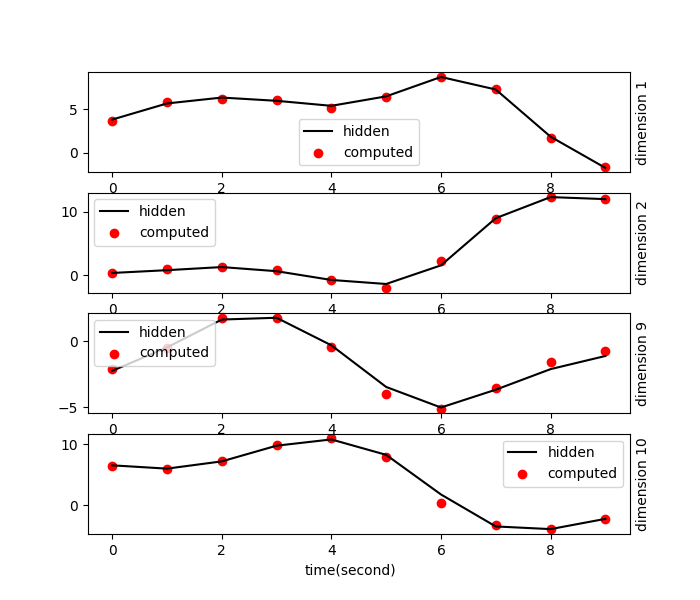 5
0
hidden
computed
dimension 1
0 2 4 6 8
10
0
hidden
computed
dimension 2
0 2 4 6 8
0
−5
hidden
computed
dimension 9
0 2 4 6 8
10
0
hidden
computed
dimension 10
0 2 4 6 8
time(second)